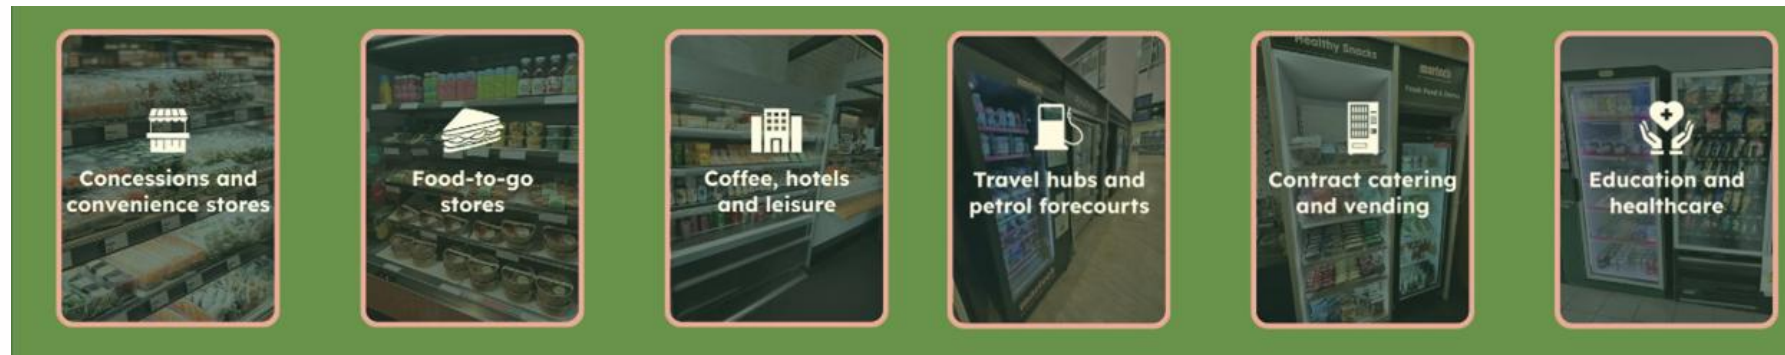 Concessions and
convenience stores
Food-to-go
stores
Coffee, hotels
and leisure
Travel hubs and
petrol forecourts
Healthy Snacks
Contract catering
and vending
Education and
healthcare